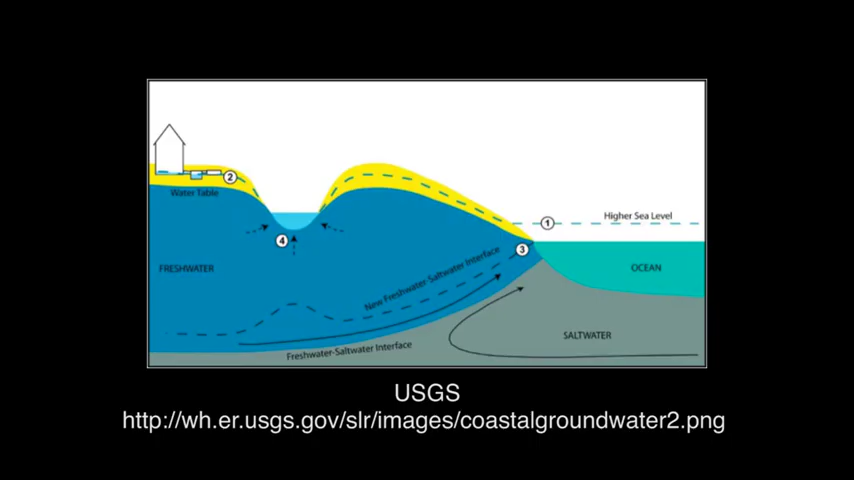 2
Water Table
1
Higher Sea Level
4
3
FRESHWATER
New Freshwater-Saltwater Interface
OCEAN
Freshwater-Saltwater Interface
SALTWATER
USGS
http://wh.er.usgs.gov/slr/images/coastalgroundwater2.png